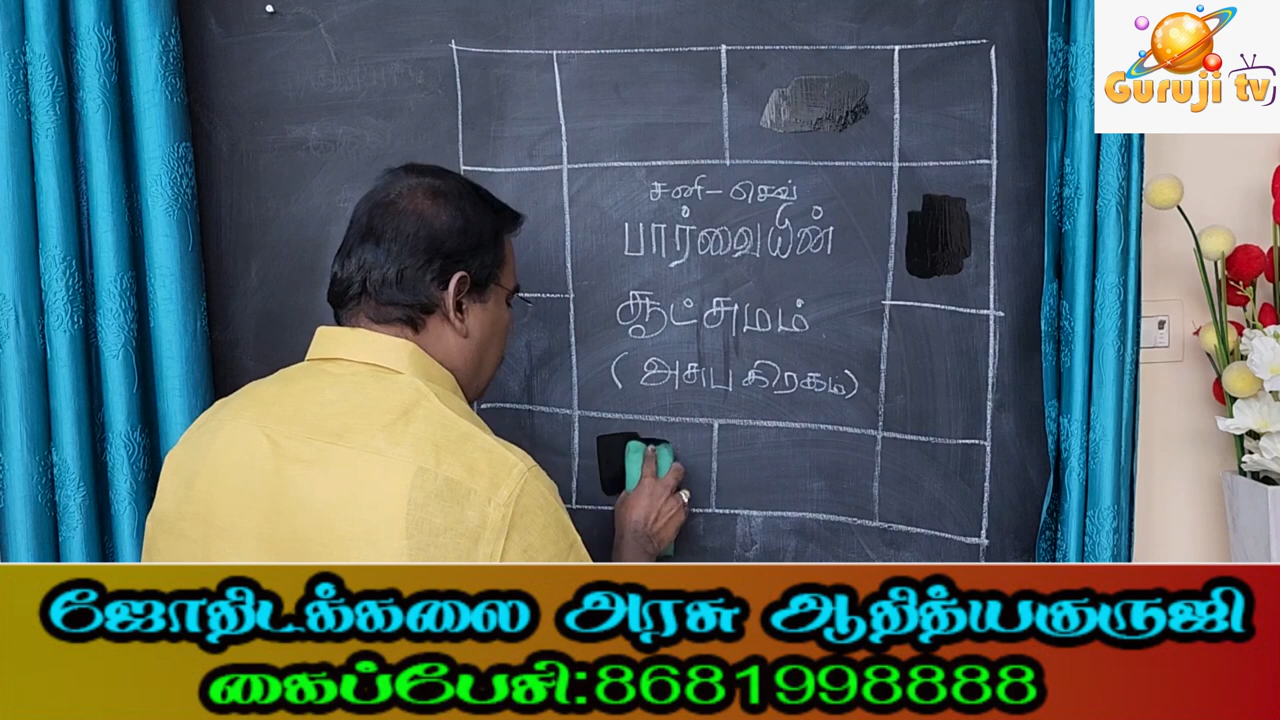 Guruji tv
சனி - செவ்
பார்வையின்
சூட்சுமம்
(அசுப கிரகம்)
ஜோதிடக்கலை அரசு ஆதித்யகுருஜி
கைப்பேசி:8681998888